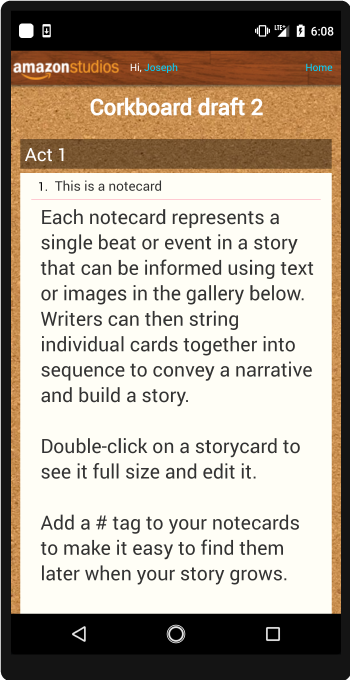 LTE 6:08
amazonstudios Hi, Joseph Home
Corkboard draft 2
Act 1
1. This is a notecard
Each notecard represents a
single beat or event in a story
that can be informed using text
or images in the gallery below.
Writers can then string
individual cards together into
sequence to convey a narrative
and build a story.
Double-click on a storycard to
see it full size and edit it.
Add a # tag to your notecards
to make it easy to find them
later when your story grows.